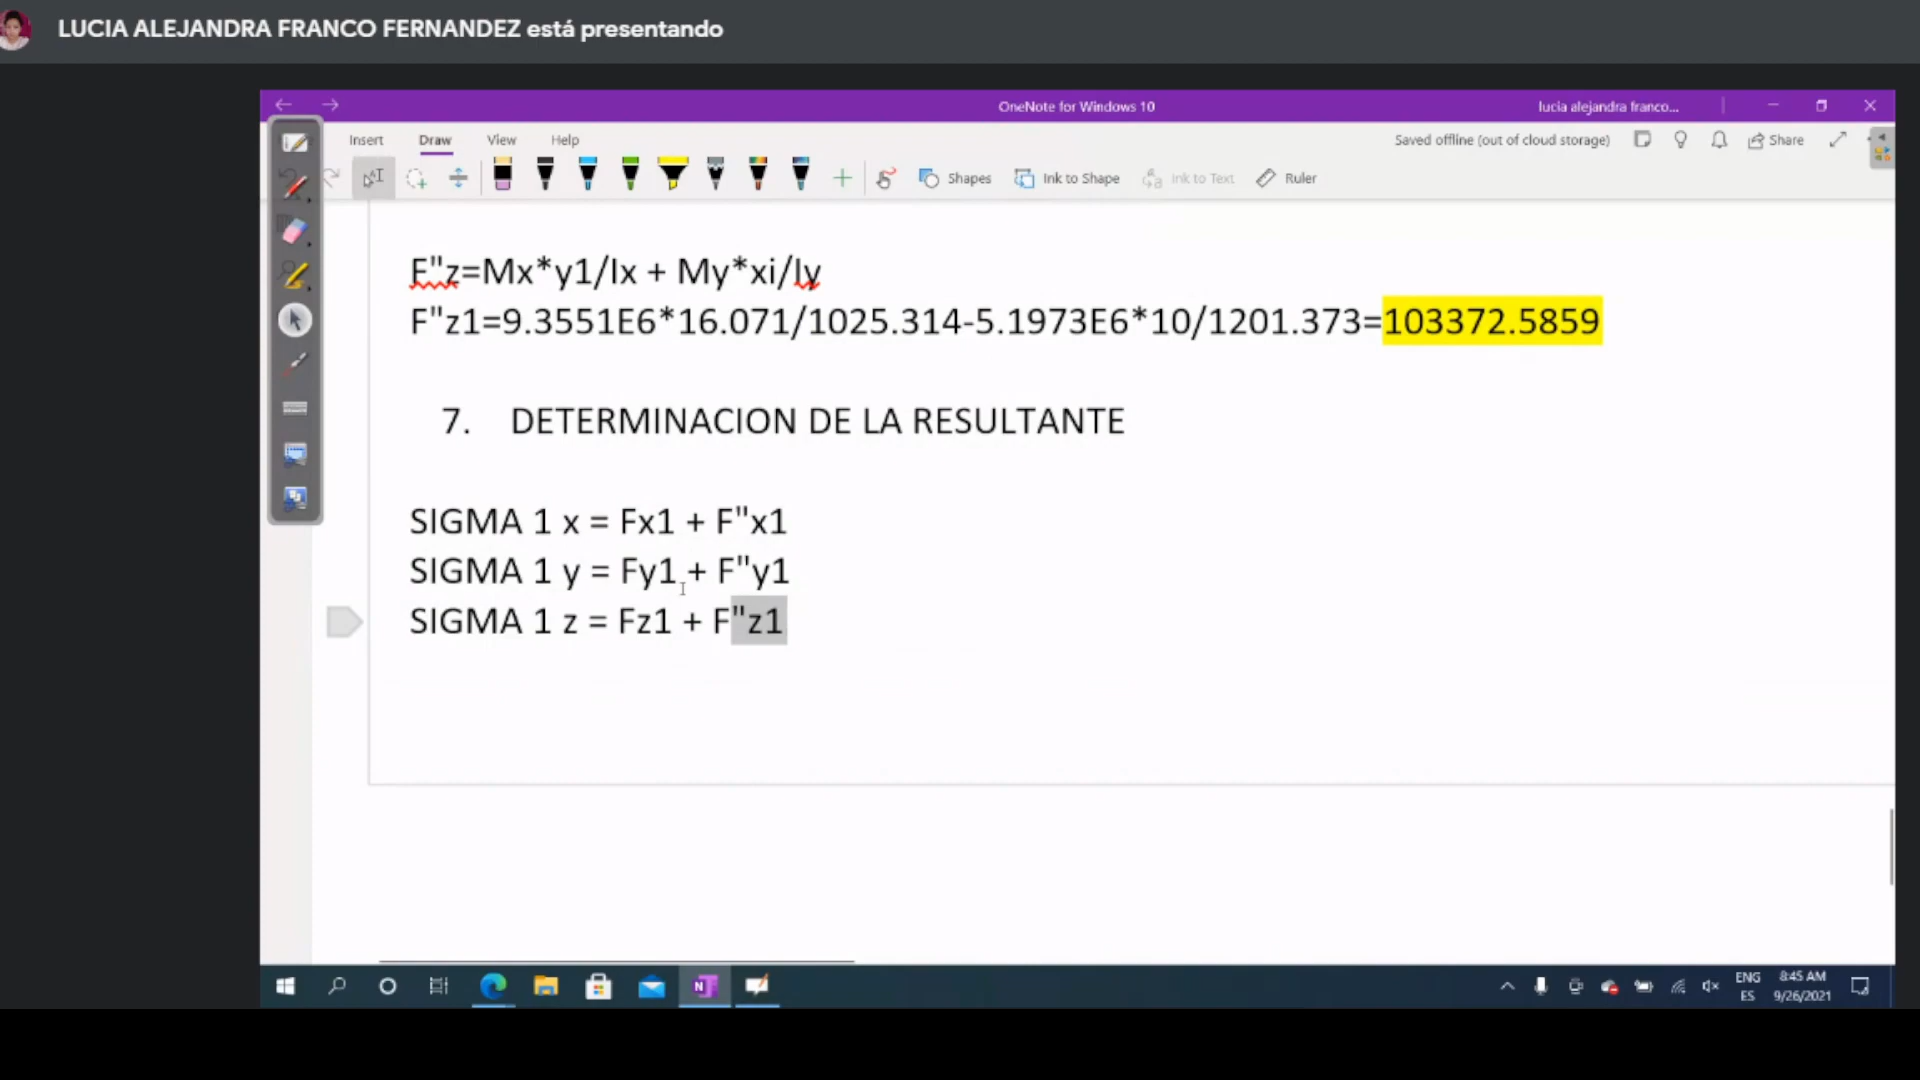 LUCIA ALEJANDRA FRANCO FERNANDEZ está presentando
OneNote for Windows 10
lucia alejandra franco...
Insert Draw View Help
Saved offline (out of cloud storage)
Share
Shapes
Ink to Shape
Ink to Text
Ruler
F"z=Mx*y1/Ix + My*xi/Iy
F"z1=9.3551E6*16.071/1025.314-5.1973E6*10/1201.373=103372.5859
7. DETERMINACION DE LA RESULTANTE
SIGMA 1 x = Fx1 + F"x1
SIGMA 1 y = Fy1 + F"y1
SIGMA 1 z = Fz1 + F"z1
N
ENG
ES
8:45 AM
9/26/2021